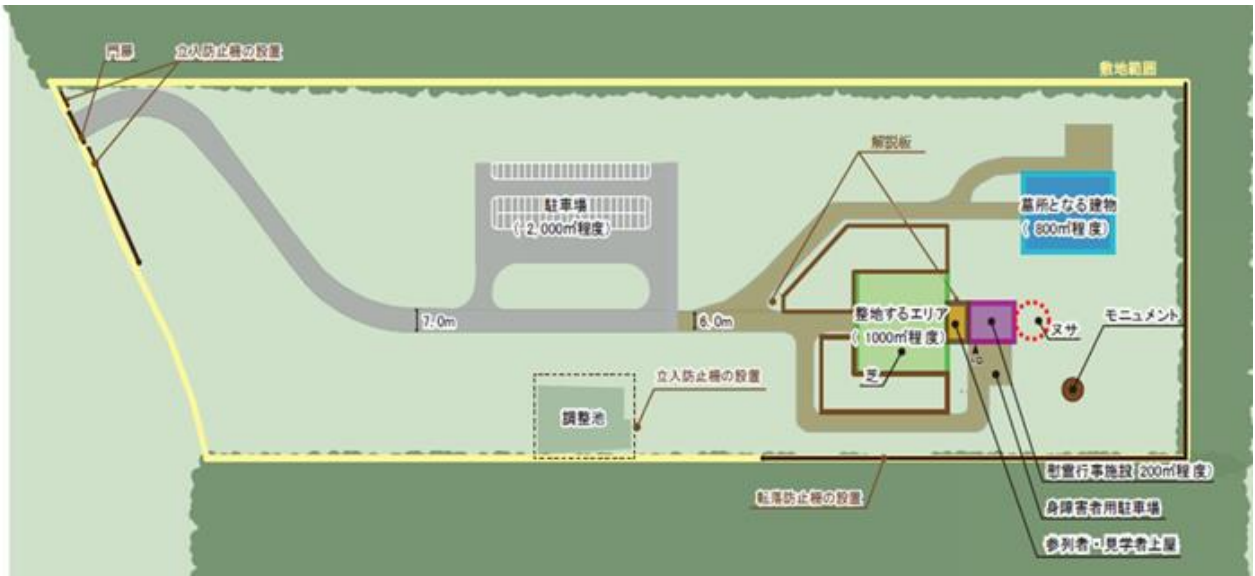 門扉
立入防止柵の設置
敷地範囲
解説板
駐車場
( 2,000㎡程度)
墓所となる建物
( 800㎡程度)
7.0m
6.0m
整地するエリア
( 1000㎡程度)
芝
ヌサ
モニュメント
立入防止柵の設置
調整池
慰霊行事施設 200㎡程度)
身障害者用駐車場
転落防止柵の設置
参列者・見学者上屋